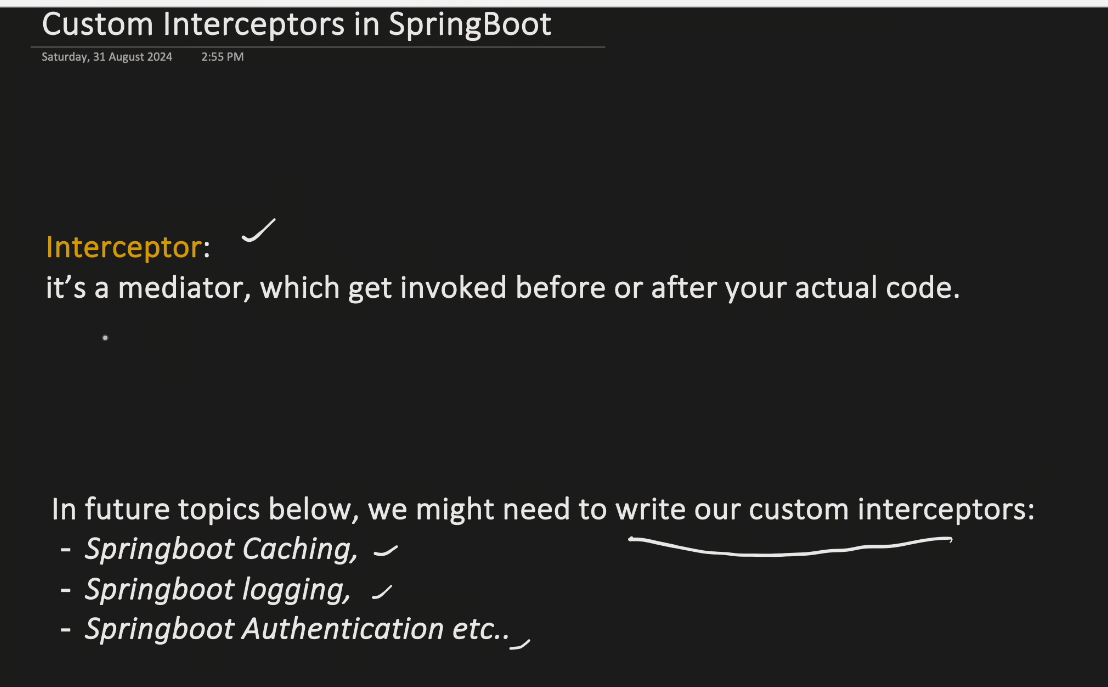 Custom Interceptors in SpringBoot
Saturday, 31 August 2024 2:55 PM
Interceptor:
it's a mediator, which get invoked before or after your actual code.
In future topics below, we might need to write our custom interceptors:
- Springboot Caching,
- Springboot logging,
- Springboot Authentication etc..